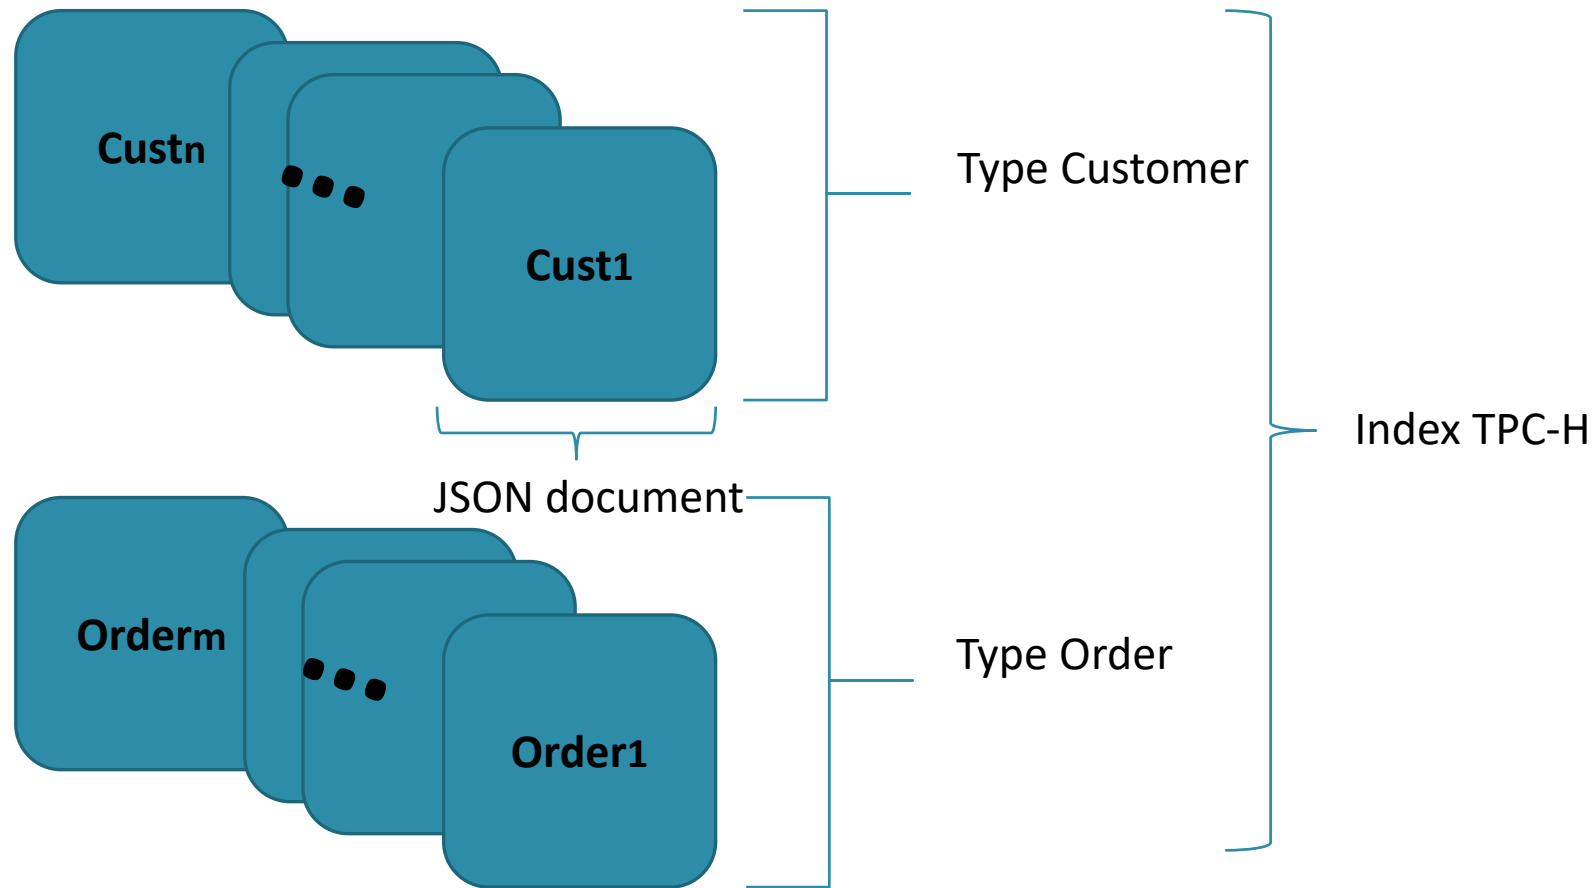 Custn
Cust1
Type Customer
Index TPC-H
JSON document
Orderm
Order1
Type Order